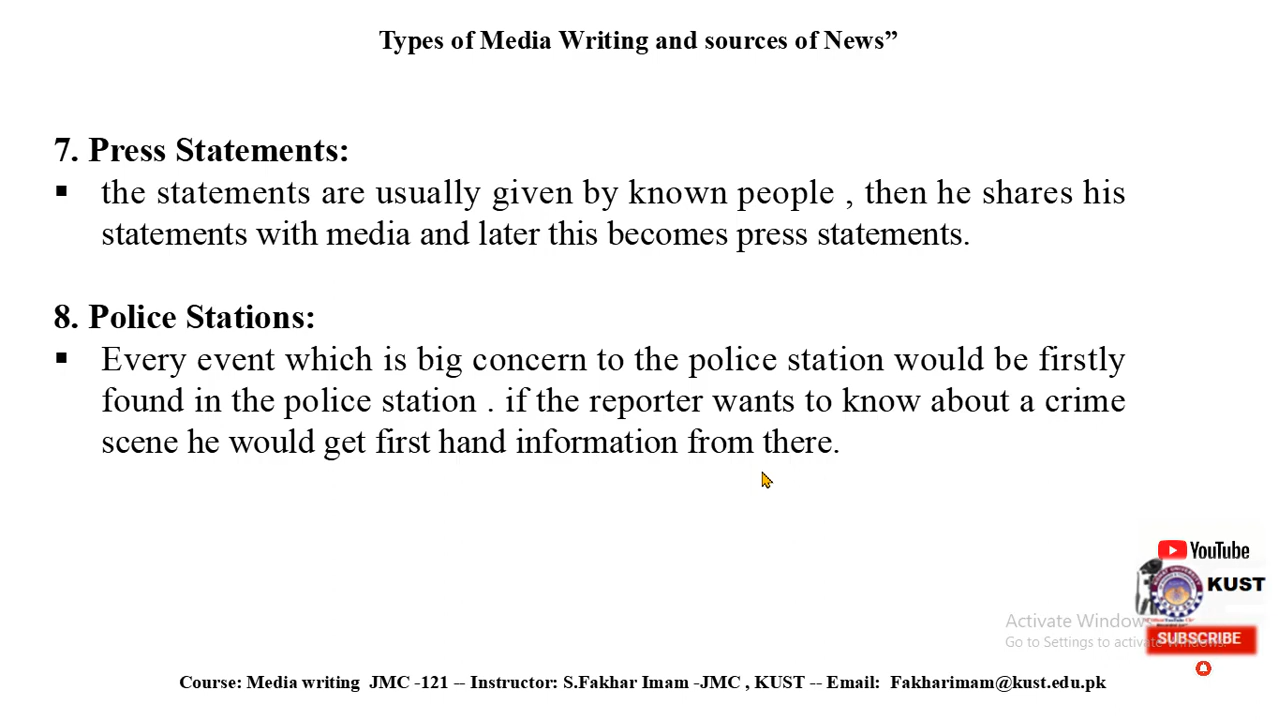 Types of Media Writing and sources of News”
7. Press Statements:
▪ the statements are usually given by known people , then he shares his
statements with media and later this becomes press statements.
8. Police Stations:
▪ Every event which is big concern to the police station would be firstly
found in the police station . if the reporter wants to know about a crime
scene he would get first hand information from there.
YouTube
KUST
Activate Windows
Go to Settings to activate Windows.
SUBSCRIBE
Course: Media writing JMC -121 -- Instructor: S.Fakhar Imam -JMC , KUST -- Email: Fakharimam@kust.edu.pk